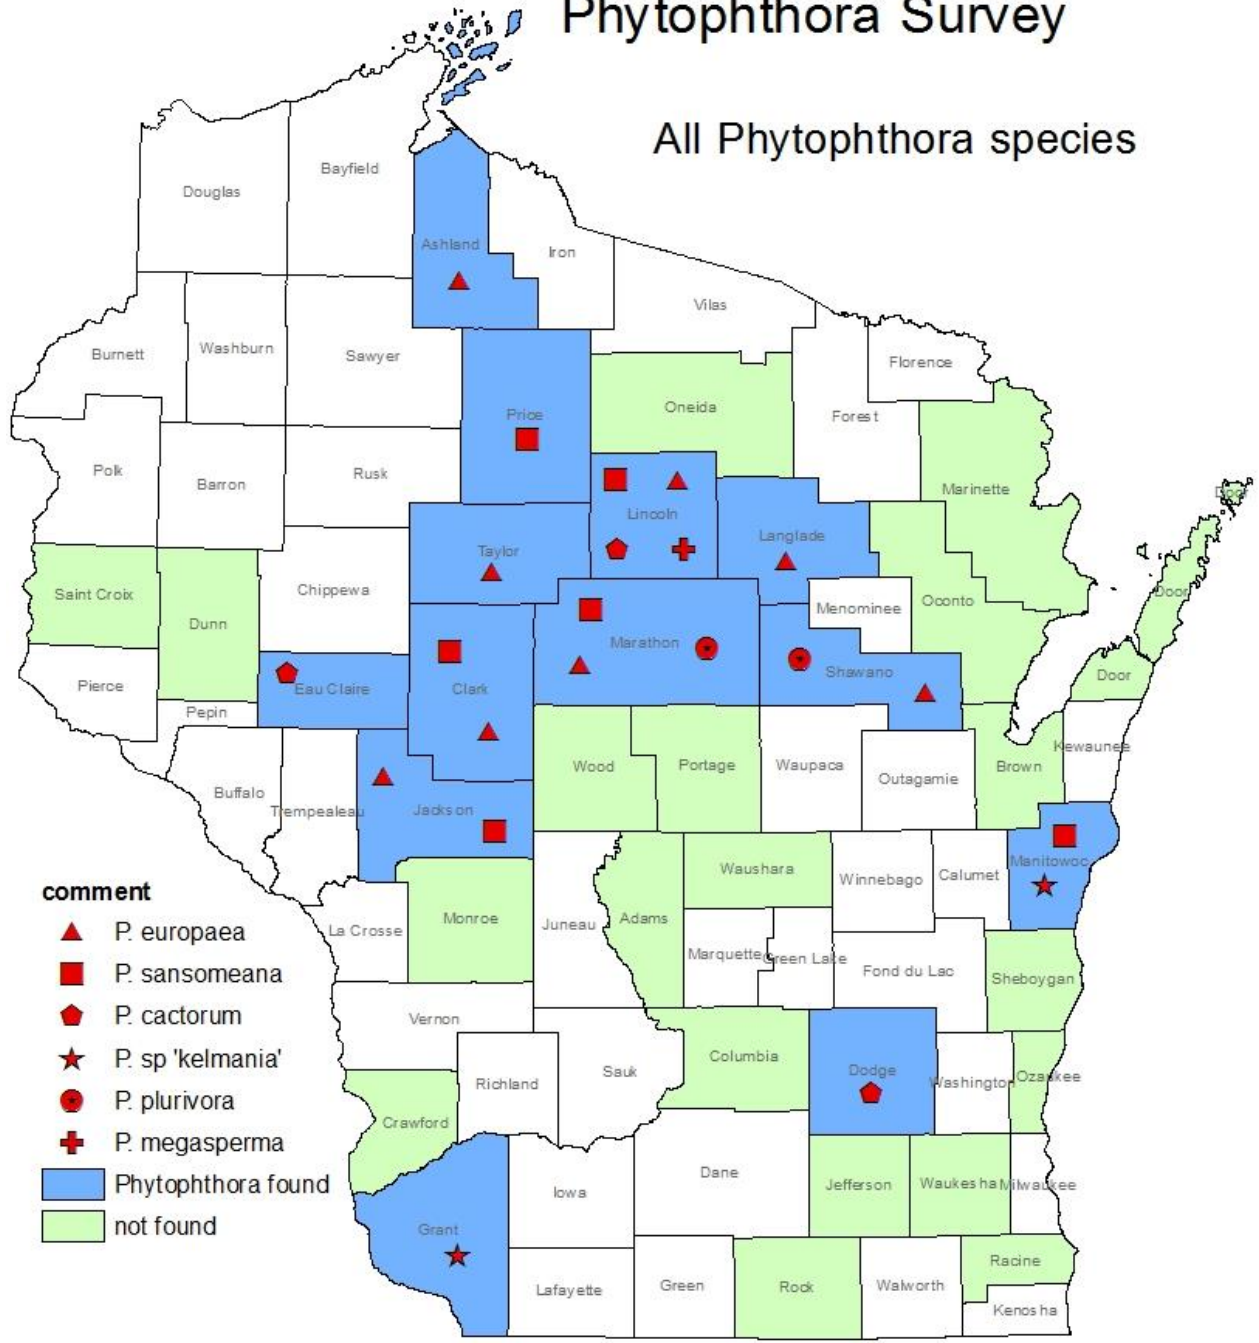 Phytophthora Survey
All Phytophthora species
Douglas
Bayfield
Ashland
Iron
Vilas
Burnett
Washburn
Sawyer
Florence
Price
Oneida
Forest
Polk
Barron
Rusk
Marinette
Door
Lincoln
Taylor
Langlade
Saint Croix
Chippewa
Door
Dunn
Menominee
Oconto
Marathon
Shawano
Pierce
Eau Claire
Clark
Door
Pepin
Kewaunee
Wood
Portage
Waupaca
Outagamie
Brown
Buffalo
Trempealeau
Jackson
Manitowoc
Waushara
Winnebago
Calumet
comment
P. europaea
P. sansomeana
P. cactorum
P. sp 'kelmania'
P. plurivora
P. megasperma
Phytophthora found
not found
La Crosse
Monroe
Juneau
Adams
Marquette
Green Lake
Fond du Lac
Sheboygan
Vernon
Richland
Sauk
Columbia
Dodge
Washington
Ozaukee
Crawford
Grant
Iowa
Dane
Jefferson
Waukesha
Milwaukee
Lafayette
Green
Rock
Walworth
Racine
Kenosha